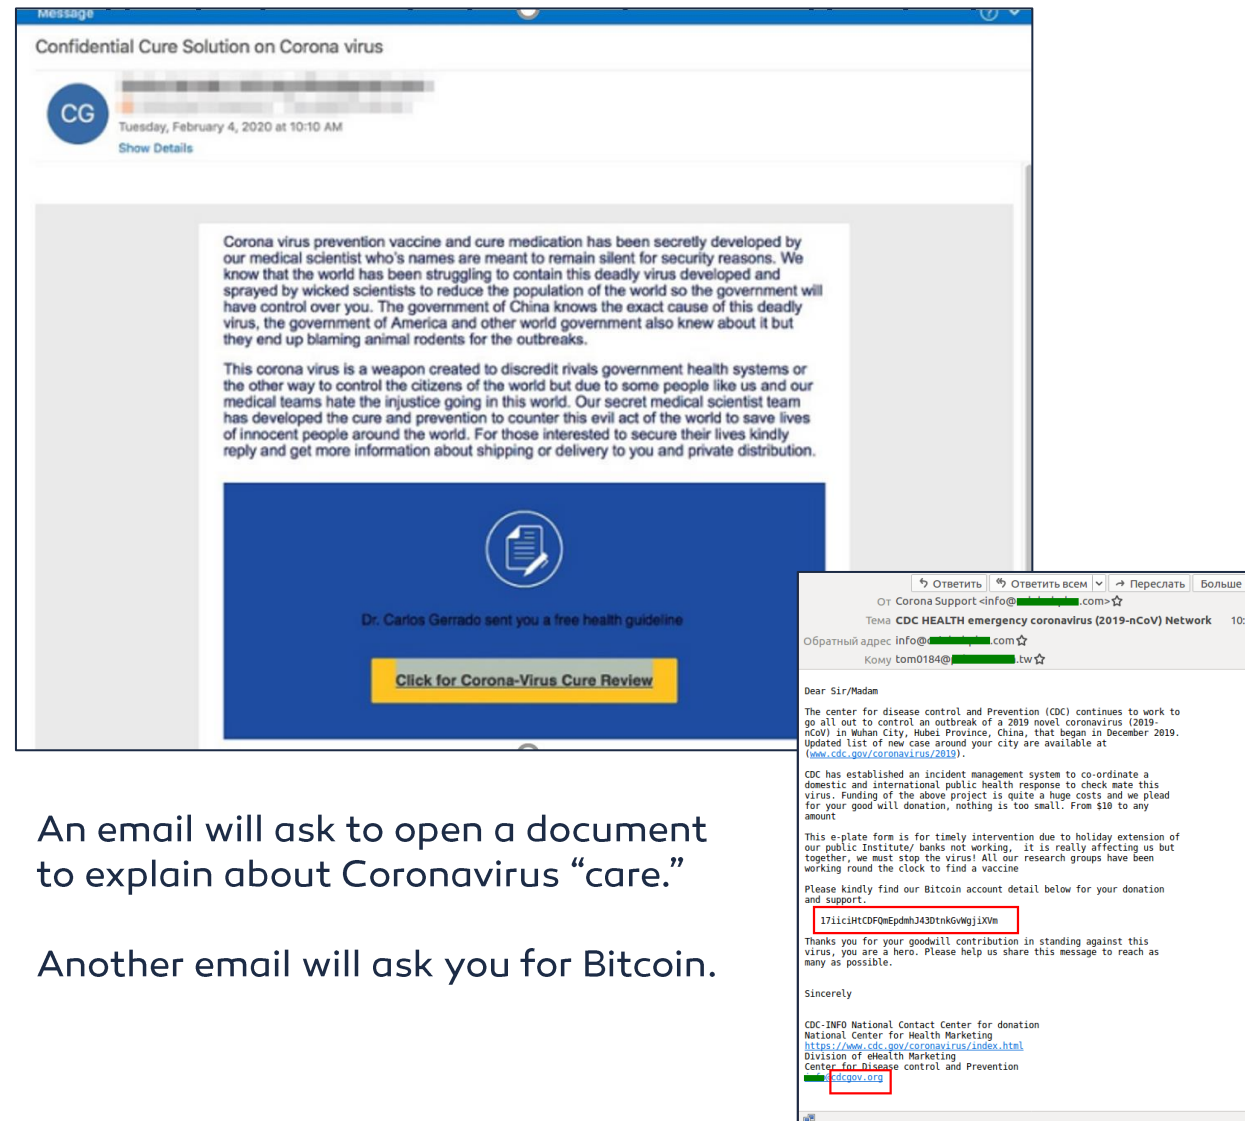 Message
Confidential Cure Solution on Corona virus
CG
Tuesday, February 4, 2020 at 10:10 AM
Show Details
Corona virus prevention vaccine and cure medication has been secretly developed by
our medical scientist who's names are meant to remain silent for security reasons. We
know that the world has been struggling to contain this deadly virus developed and
sprayed by wicked scientists to reduce the population of the world so the government will
have control over you. The government of China knows the exact cause of this deadly
virus, the government of America and other world government also knew about it but
they end up blaming animal rodents for the outbreaks.
This corona virus is a weapon created to discredit rivals government health systems or
the other way to control the citizens of the world but due to some people like us and our
medical teams hate the injustice going in this world. Our secret medical scientist team
has developed the cure and prevention to counter this evil act of the world to save lives
of innocent people around the world. For those interested to secure their lives kindly
reply and get more information about shipping or delivery to you and private distribution.
Dr. Carlos Gerrado sent you a free health guideline
Click for Corona-Virus Cure Review
Ответить Ответить всем Переслать Больше
От Corona Support <info@ .com>
Тема CDC HEALTH emergency coronavirus (2019-nCoV) Network 10:
Обратный адрес info@ .com
Кому tom0184@ .tw
Dear Sir/Madam
The center for disease control and Prevention (CDC) continues to work to
go all out to control an outbreak of a 2019 novel coronavirus (2019-
nCoV) in Wuhan City, Hubei Province, China, that began in December 2019.
Updated list of new case around your city are available at
(www.cdc.gov/coronavirus/2019).
CDC has established an incident management system to co-ordinate a
domestic and international public health response to check mate this
virus. Funding of the above project is quite a huge costs and we plead
for your good will donation, nothing is too small. From $10 to any
amount
This e-plate form is for timely intervention due to holiday extension of
our public Institute/ banks not working, it is really affecting us but
together, we must stop the virus! All our research groups have been
working round the clock to find a vaccine
Please kindly find our Bitcoin account detail below for your donation
and support.
17iiciHtCDFQmEpdmhJ43DtnkGvWgjiXVm
Thanks you for your goodwill contribution in standing against this
virus, you are a hero. Please help us share this message to reach as
many as possible.
Sincerely
CDC-INFO National Contact Center for donation
National Center for Health Marketing
https://www.cdc.gov/coronavirus/index.html
Division of eHealth Marketing
Center for Disease control and Prevention
@cdcgov.org
An email will ask to open a document
to explain about Coronavirus “care.”
Another email will ask you for Bitcoin.